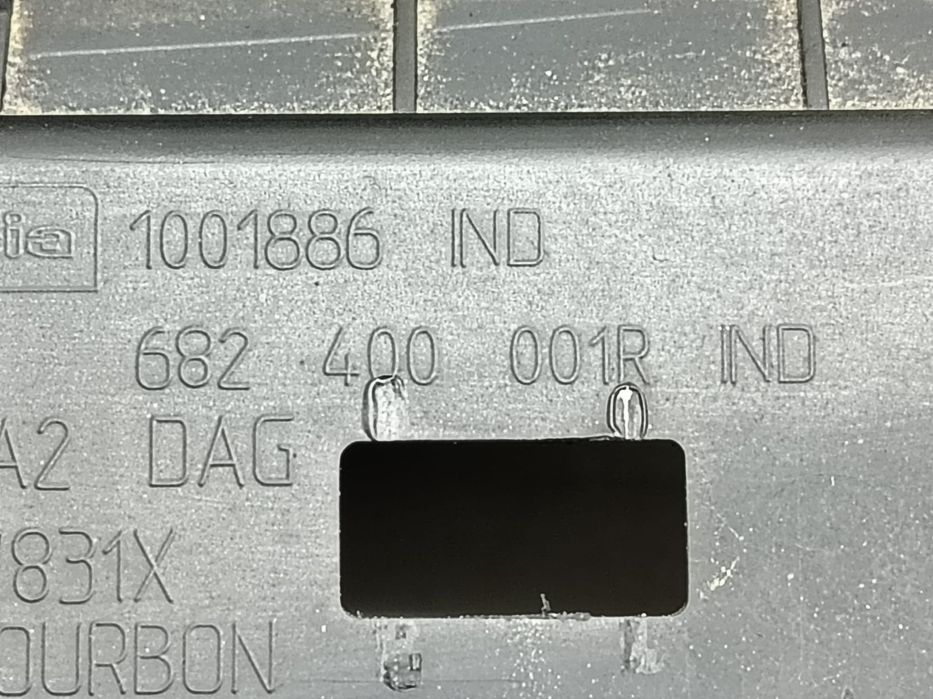 1001886 IND
682 400 001R IND
A2 DAG
831X
OURBON